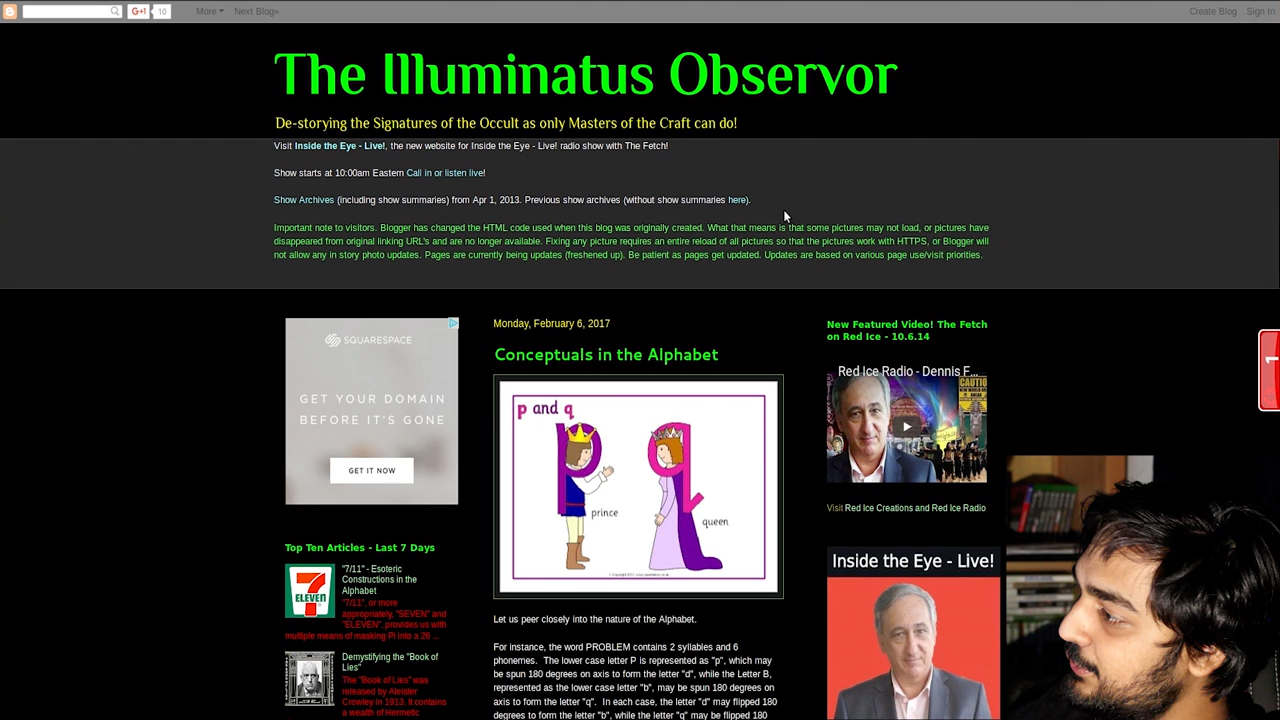 More Next Blog»
10
Create Blog Sign In
The Illuminatus Observor
De-storying the Signatures of the Occult as only Masters of the Craft can do!
Visit Inside the Eye - Live!, the new website for Inside the Eye - Live! radio show with The Fetch!
Show starts at 10:00am Eastern Call in or listen live!
Show Archives (including show summaries) from Apr 1, 2013. Previous show archives (without show summaries here).
Important note to visitors. Blogger has changed the HTML code used when this blog was originally created. What that means is that some pictures may not load, or pictures have
disappeared from original linking URL's and are no longer available. Fixing any picture requires an entire reload of all pictures so that the pictures work with HTTPS, or Blogger will
not allow any in story photo updates. Pages are currently being updates (freshened up). Be patient as pages get updated. Updates are based on various page use/visit priorities.
SQUARESPACE
GET YOUR DOMAIN
BEFORE IT'S GONE
GET IT NOW
Top Ten Articles - Last 7 Days
7
ELEVEN
"7/11" - Esoteric
Constructions in the
Alphabet
"7/11", or more
appropriately, "SEVEN" and
"ELEVEN", provides us with
multiple means of masking Pi into a 26 ...
Demystifying the "Book of
Lies"
The "Book of Lies" was
released by Aleister
Crowley in 1913. It contains
a wealth of Hermetic
Monday, February 6, 2017
Conceptuals in the Alphabet
p and q
prince
queen
Let us peer closely into the nature of the Alphabet.
For instance, the word PROBLEM contains 2 syllables and 6
phonemes. The lower case letter P is represented as "p", which may
be spun 180 degrees on axis to form the letter "d", while the Letter B,
represented as the lower case letter "b", may be spun 180 degrees on
axis to form the letter "q". In each case, the letter "d" may flipped 180
degrees to form the letter "b", while the letter "q" may be flipped 180
New Featured Video! The Fetch
on Red Ice - 10.6.14
Red Ice Radio - Dennis F...
CAUTIO
Visit Red Ice Creations and Red Ice Radio
Inside the Eye - Live!
1